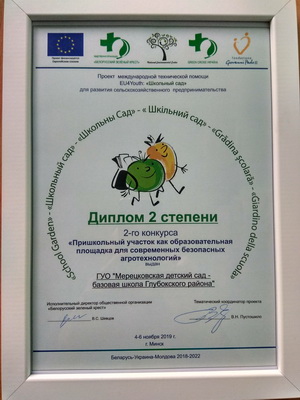 Проект международной технической помощи
EU4Youth: «Школьный сад»
для развития сельскохозяйственного предпринимательства
«School Garden» - «Школьный сад» - «Школьны Сад» - «Шкільний сад» - «Grădina școlară» - «Giardino della scuola»
Диплом 2 степени
2-го конкурса
«Пришкольный участок как образовательная
площадка для современных безопасных
агротехнологий»
выдан
ГУО "Мерецковская детский сад -
базовая школа Глубокского района"
Исполнительный директор общественной организации
«Белорусский зеленый крест»
Тематический координатор проекта
В.Н. Пустошило
4-6 ноября 2019 г.
г. Минск
Беларусь-Украина-Молдова 2018-2022